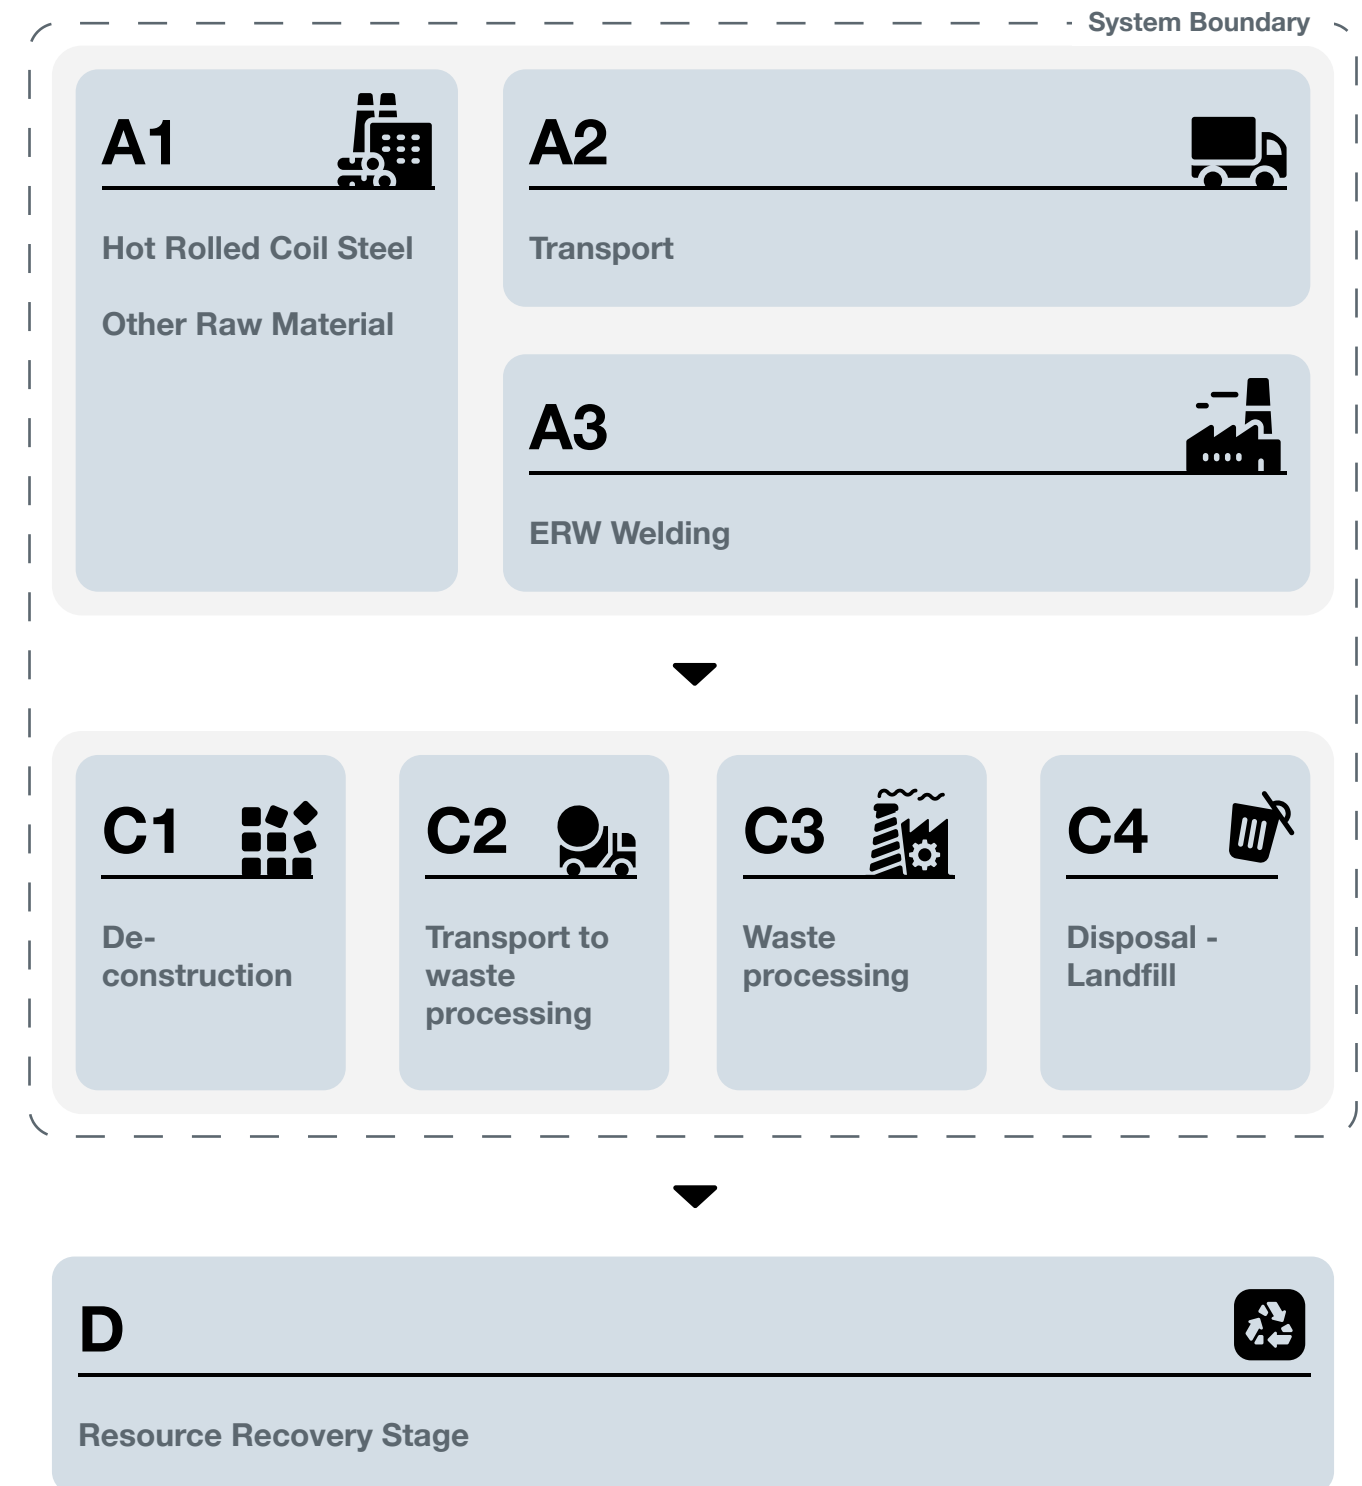 System Boundary
A1
Hot Rolled Coil Steel
Other Raw Material
A2
Transport
A3
ERW Welding
C1
De-
construction
C2
Transport to
waste
processing
C3
Waste
processing
C4
Disposal -
Landfill
D
Resource Recovery Stage